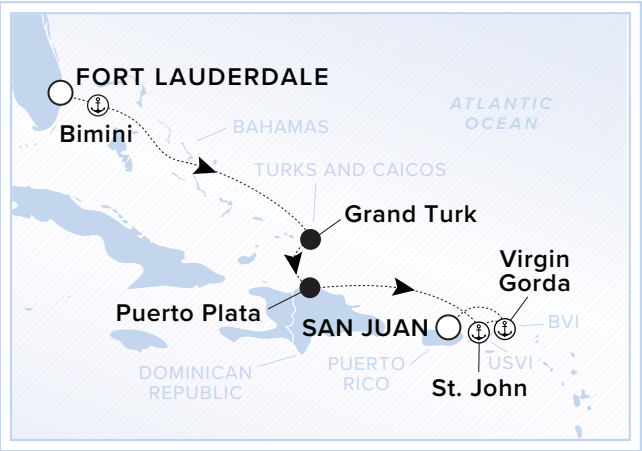 FORT LAUDERDALE
ATLANTIC
OCEAN
Bimini
BAHAMAS
TURKS AND CAICOS
Grand Turk
Virgin
Gorda
Puerto Plata
SAN JUAN
BVI
DOMINICAN
REPUBLIC
PUERTO
RICO
USVI
St. John